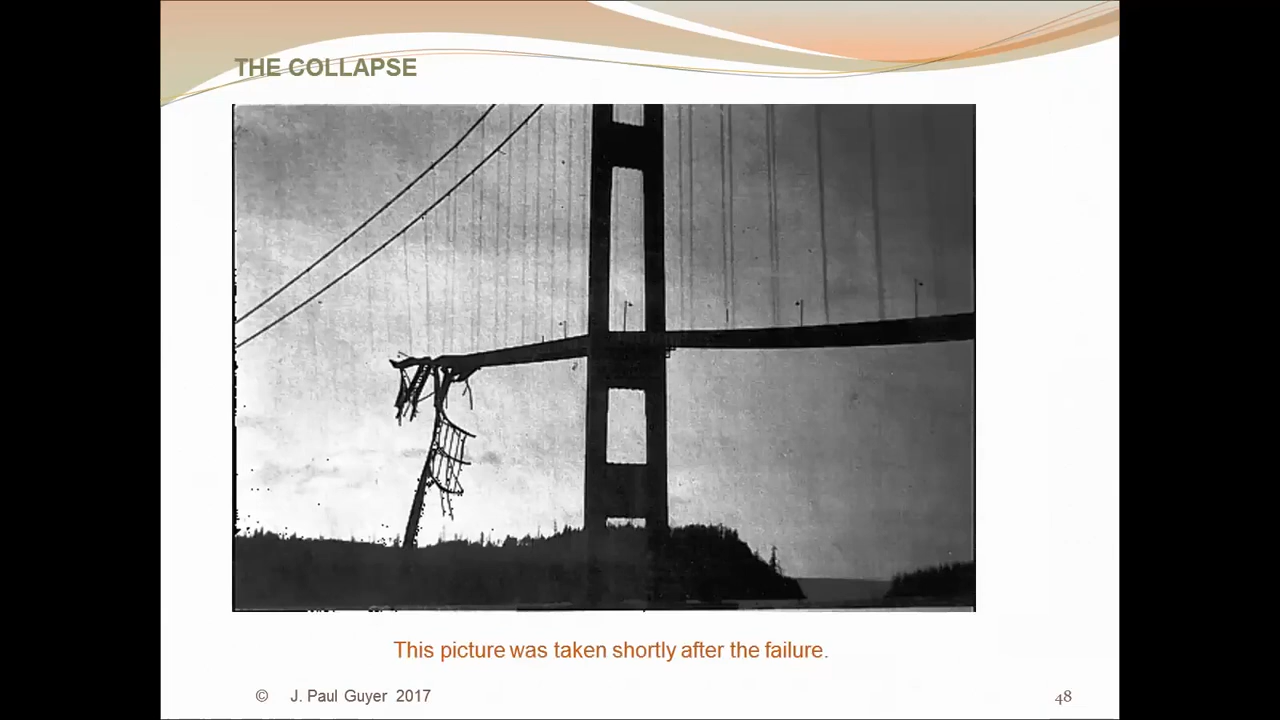 THE COLLAPSE
This picture was taken shortly after the failure.
© J. Paul Guyer 2017
48